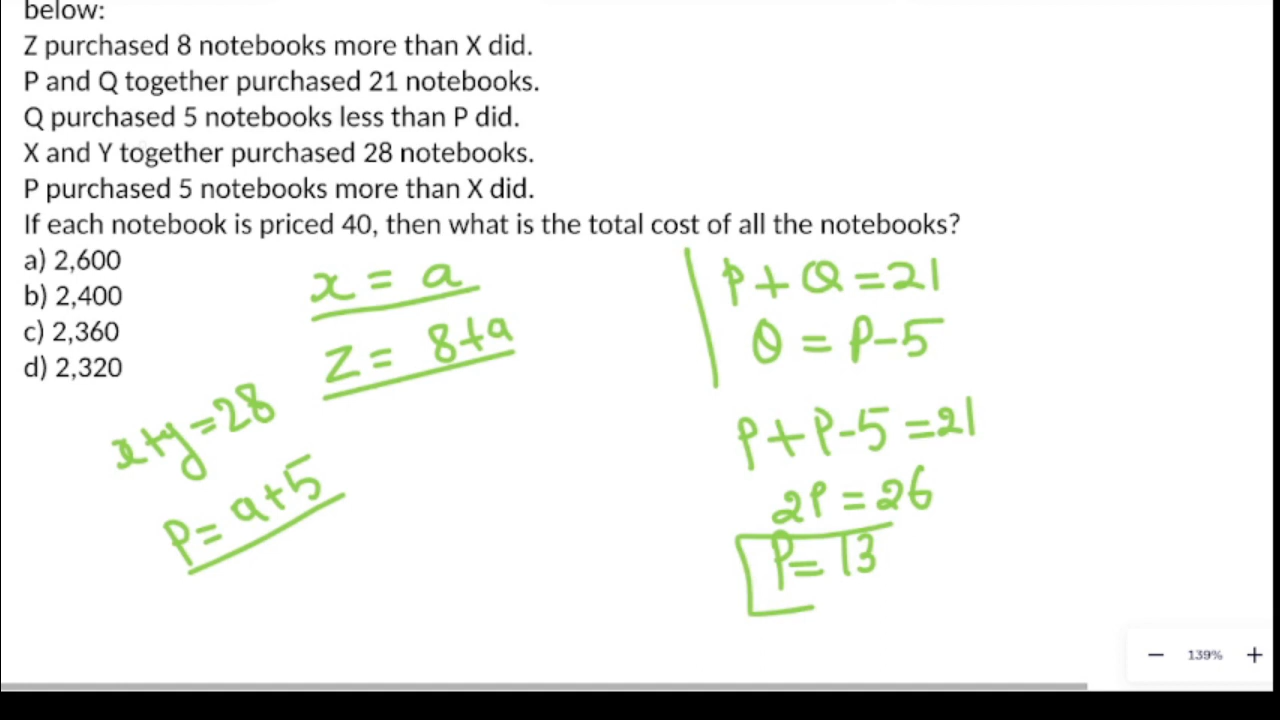 below:
Z purchased 8 notebooks more than X did.
P and Q together purchased 21 notebooks.
Q purchased 5 notebooks less than P did.
X and Y together purchased 28 notebooks.
P purchased 5 notebooks more than X did.
If each notebook is priced 40, then what is the total cost of all the notebooks?
a) 2,600
b) 2,400
c) 2,360
d) 2,320
x = a
Z = 8+a
x+y=28
P= a+5
P+Q=21
Q = P-5
P+P-5=21
2P=26
P=13
139%